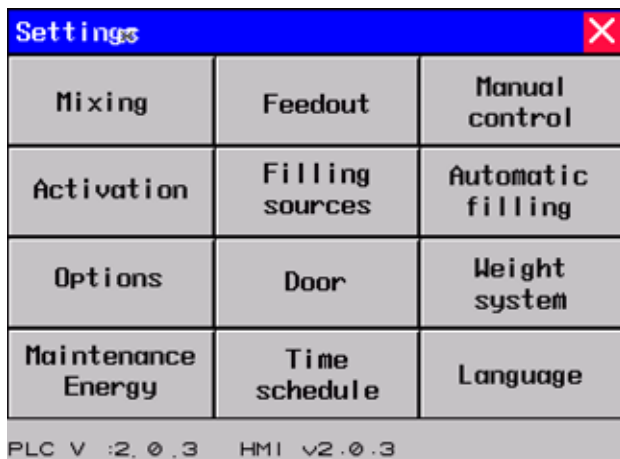 Settings
Mixing
Feedout
Manual
control
Activation
Filling
sources
Automatic
filling
Options
Door
Weight
system
Maintenance
Energy
Time
schedule
Language
PLC V :2.0.3 HMI v2.0.3